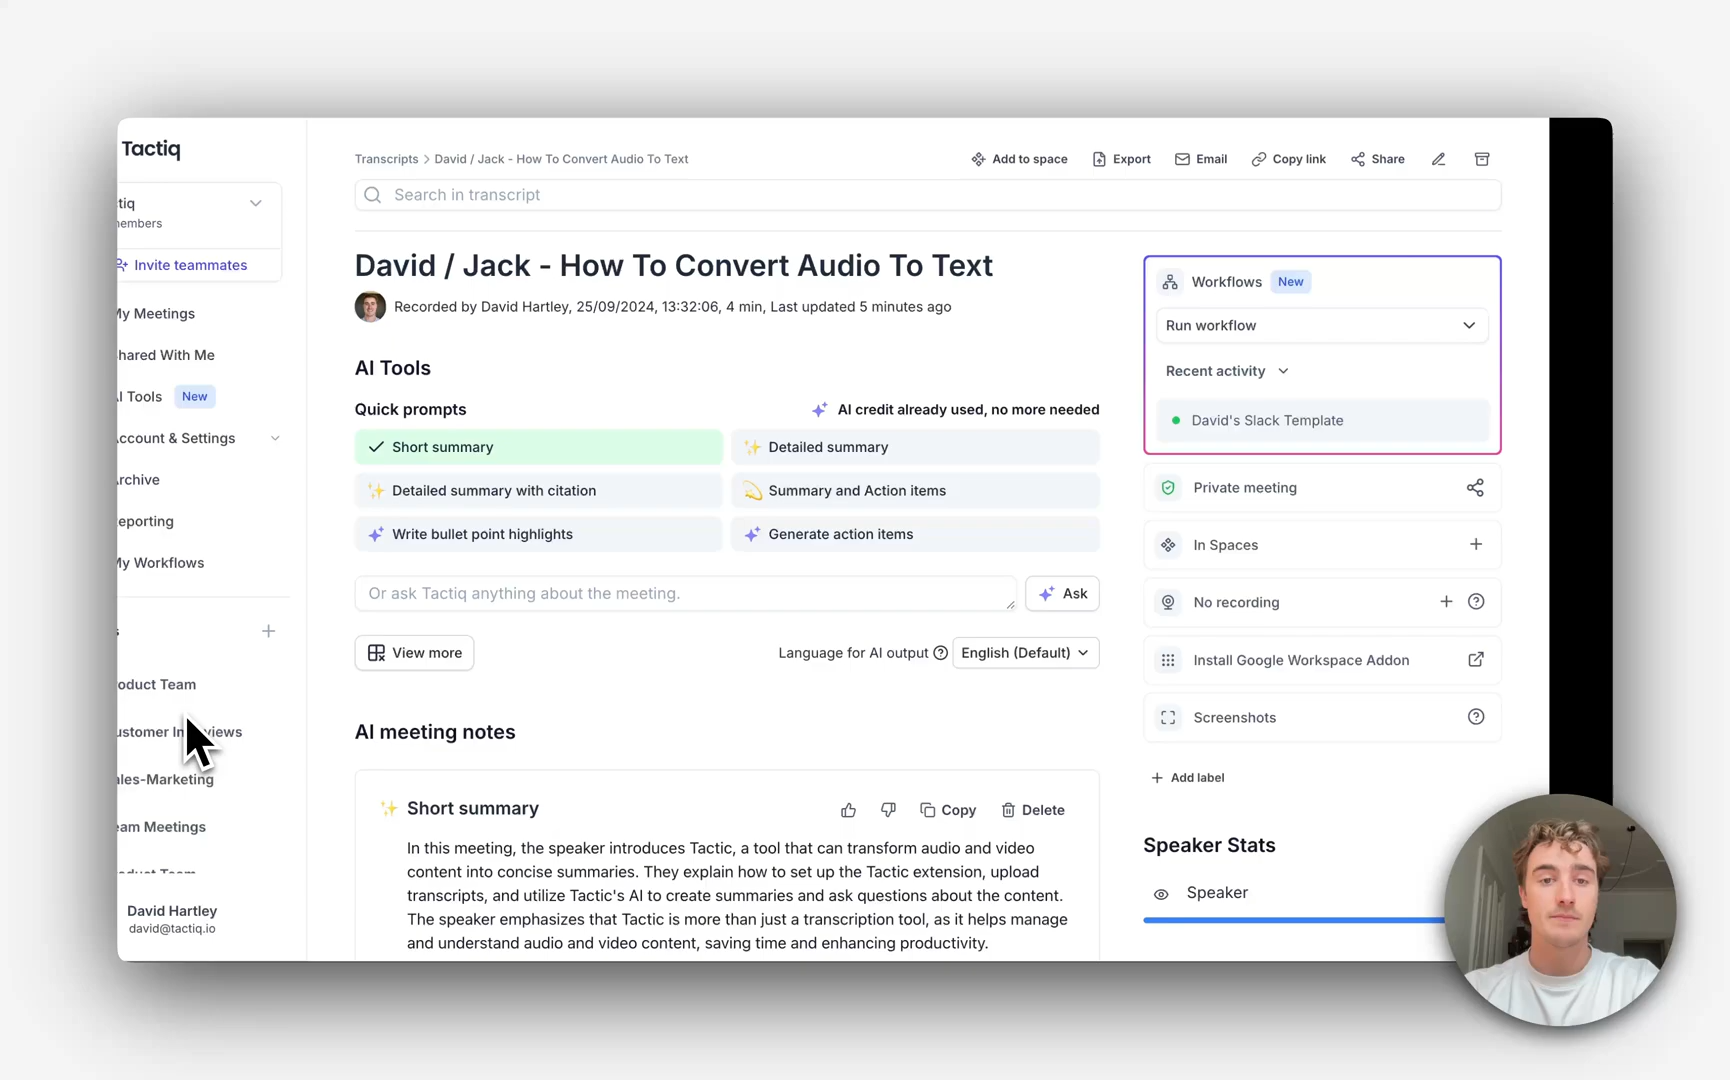 Tactiq
tiq
members
Invite teammates
My Meetings
Shared With Me
AI Tools New
Account & Settings
Archive
Reporting
My Workflows
s
oduct Team
ustomer In views
ales-Marketing
eam Meetings
David Hartley
david@tactiq.io
Transcripts > David / Jack - How To Convert Audio To Text
Add to space
Export
Email
Copy link
Share
Search in transcript
David / Jack - How To Convert Audio To Text
Recorded by David Hartley, 25/09/2024, 13:32:06, 4 min, Last updated 5 minutes ago
AI Tools
Quick prompts
AI credit already used, no more needed
Short summary
Detailed summary
Detailed summary with citation
Summary and Action items
Write bullet point highlights
Generate action items
Or ask Tactiq anything about the meeting.
Ask
View more
Language for AI output
English (Default)
AI meeting notes
Short summary
Copy
Delete
In this meeting, the speaker introduces Tactic, a tool that can transform audio and video
content into concise summaries. They explain how to set up the Tactic extension, upload
transcripts, and utilize Tactic's AI to create summaries and ask questions about the content.
The speaker emphasizes that Tactic is more than just a transcription tool, as it helps manage
and understand audio and video content, saving time and enhancing productivity.
Workflows New
Run workflow
Recent activity
David's Slack Template
Private meeting
In Spaces
No recording
Install Google Workspace Addon
Screenshots
Add label
Speaker Stats
Speaker